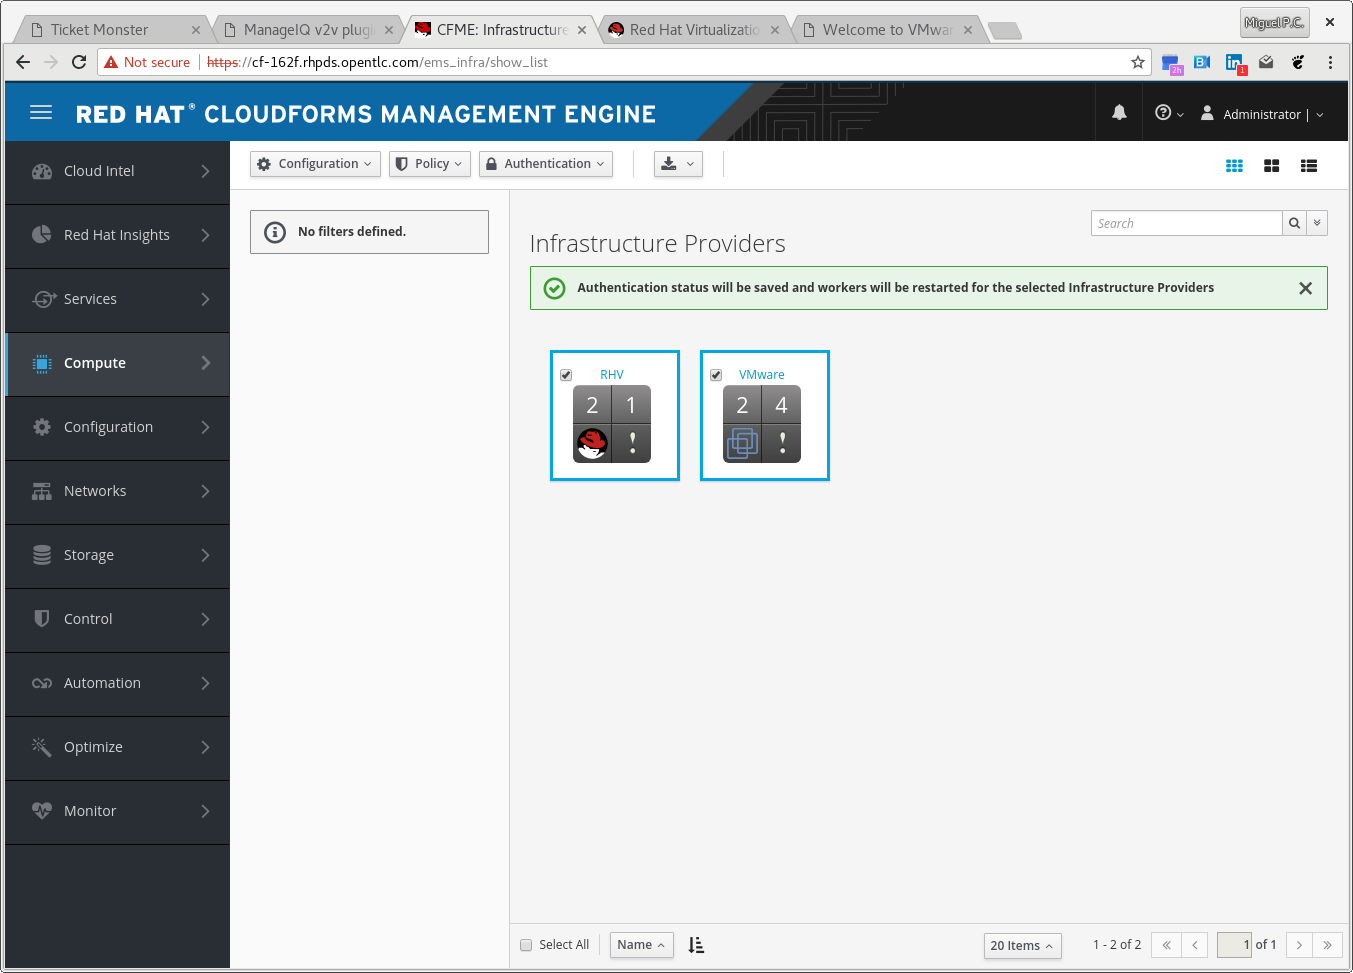 Ticket Monster
ManageIQ v2v plugi
CFME: Infrastructure
Red Hat Virtualizatio
Welcome to VMwar
Miguel P.C.
Not secure
https://cf-162f.rhpds.opentlc.com/ems_infra/show_list
2h
B
in
1
RED HAT® CLOUDFORMS MANAGEMENT ENGINE
Administrator |
Cloud Intel
Red Hat Insights
Services
Compute
Configuration
Networks
Storage
Control
Automation
Optimize
Monitor
Configuration
Policy
Authentication
No filters defined.
Search
Infrastructure Providers
Authentication status will be saved and workers will be restarted for the selected Infrastructure Providers
RHV
2 1
!
VMware
2 4
!
Select All
Name
20 Items
1 - 2 of 2
1 of 1